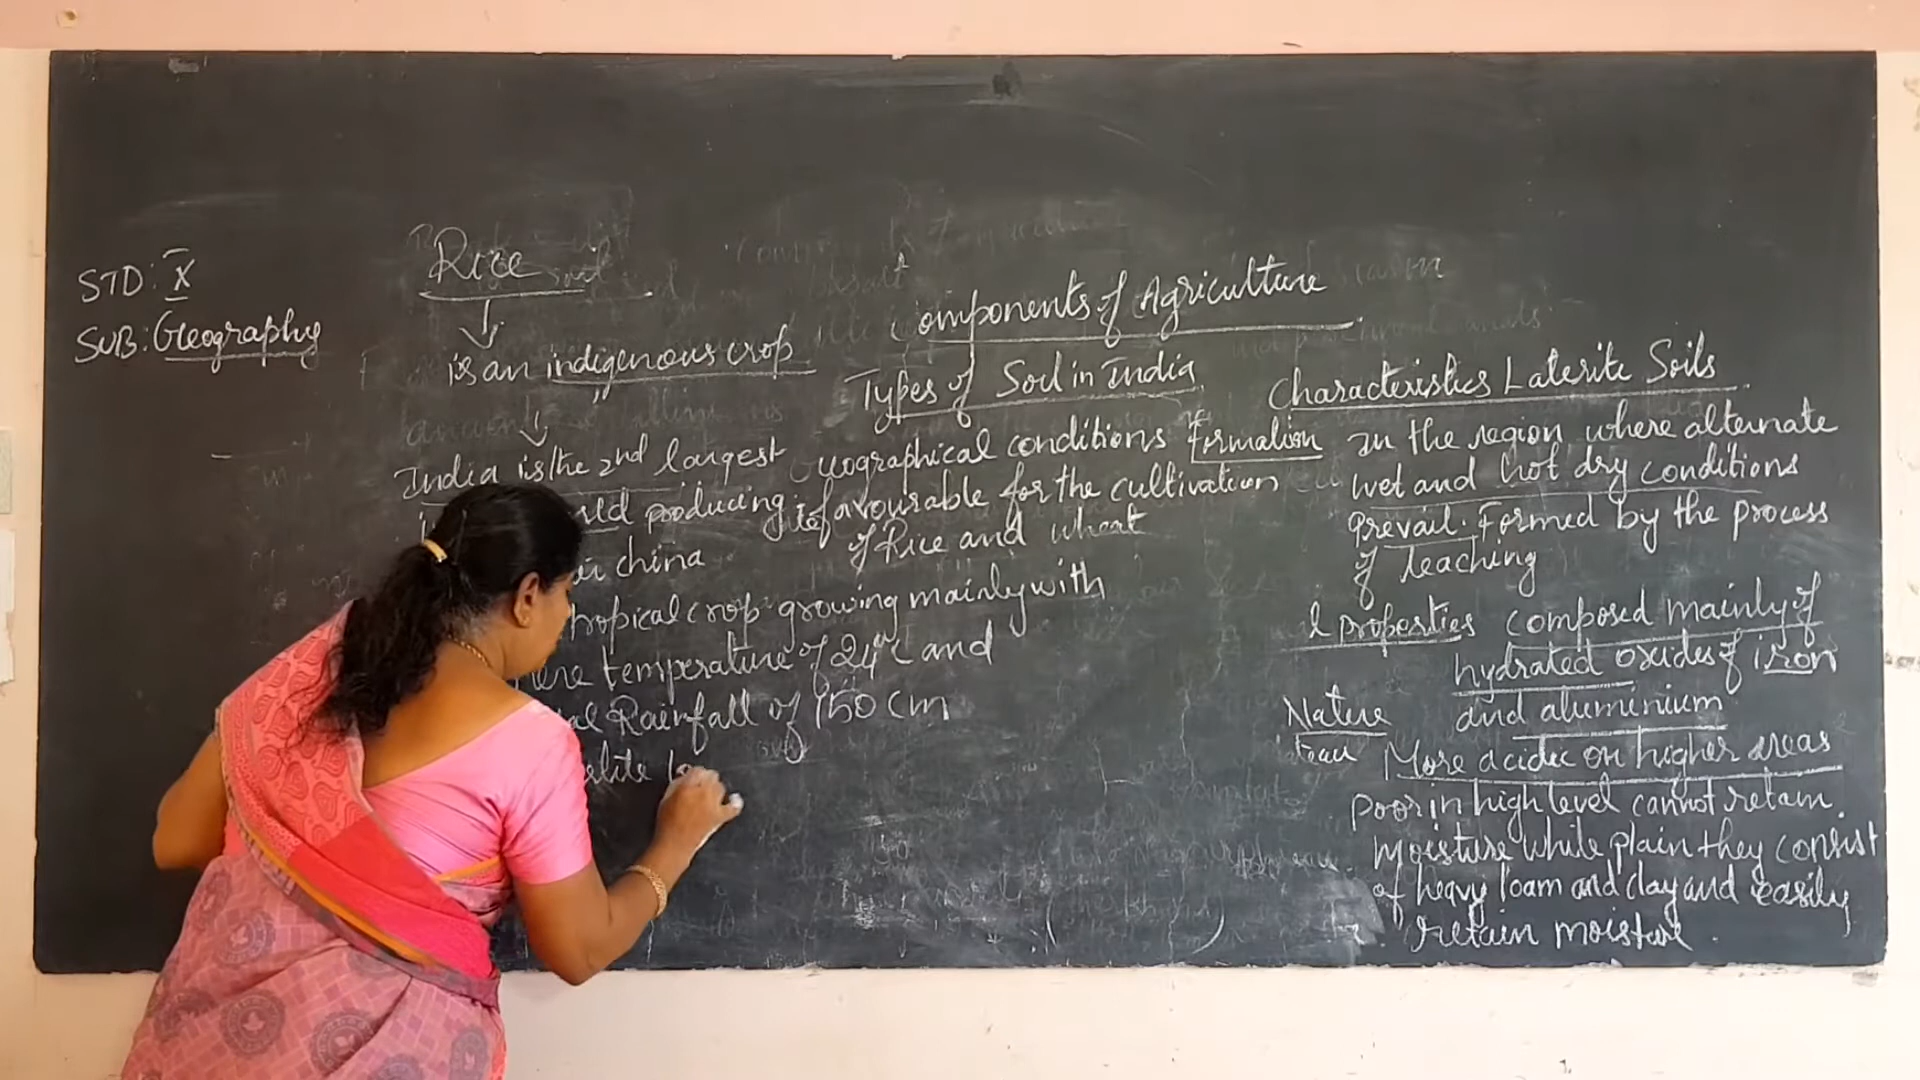 STD: X
SUB: Geography
Rice
is an indigenous crop
India is the 2nd largest
producing
china
tropical crop growing mainly with
temperature of 24°c and
Rainfall of 150 cm
Components of Agriculture
Types of Soil in India
Geographical conditions
favourable for the cultivation
of Rice and wheat
Characteristics Laterite Soils
Formation In the region where alternate
wet and hot dry conditions
Prevail. Formed by the process
of leaching
properties composed mainly of
hydrated oxides of iron
and aluminium
Nature
More acidic on higher areas
poor in high level cannot retain
moisture while plain they consist
of heavy loam and clay and easily
retain moisture.